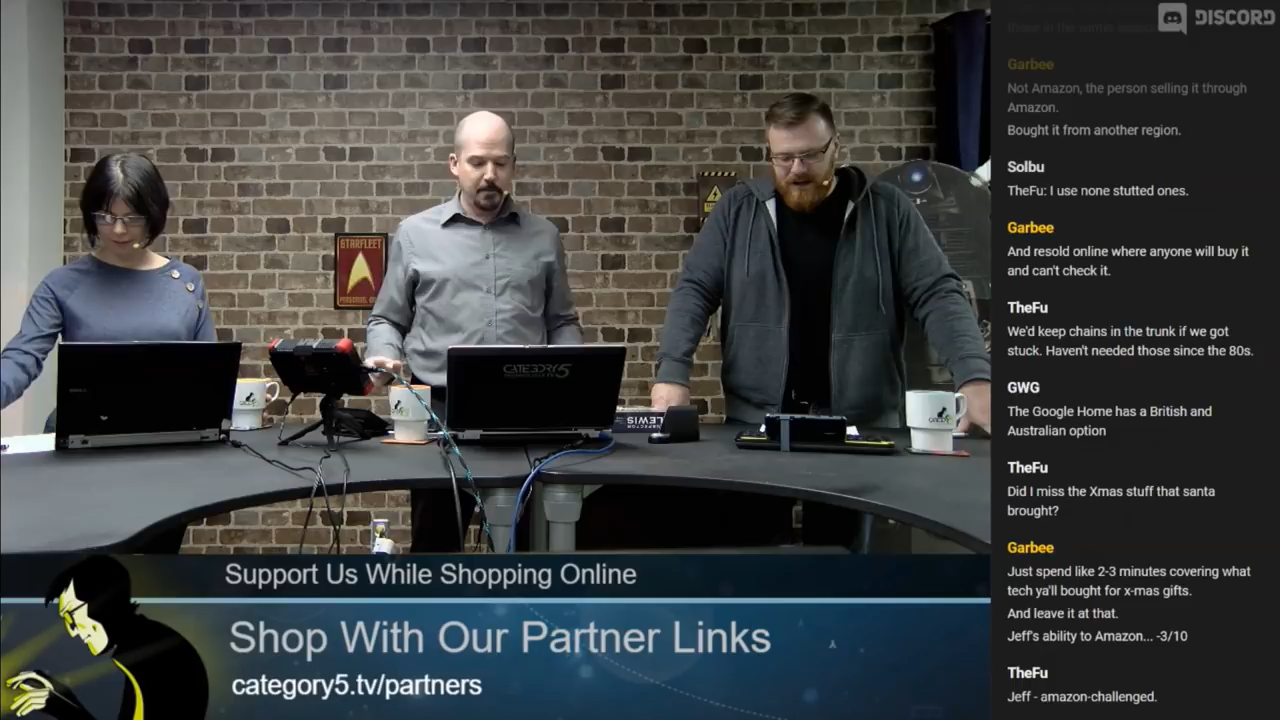 DISCORD
Garbee
Not Amazon, the person selling it through
Amazon.
Bought it from another region.
Solbu
TheFu: I use none stutted ones.
Garbee
And resold online where anyone will buy it
and can't check it.
TheFu
We'd keep chains in the trunk if we got
stuck. Haven't needed those since the 80s.
GWG
The Google Home has a British and
Australian option
TheFu
Did I miss the Xmas stuff that santa
brought?
Garbee
Just spend like 2-3 minutes covering what
tech ya'll bought for x-mas gifts.
And leave it at that.
Jeff's ability to Amazon... -3/10
TheFu
Jeff - amazon-challenged.
STARFLEET
CATEGORY5
INSPECTOR
LEWIS
Support Us While Shopping Online
Shop With Our Partner Links
category5.tv/partners